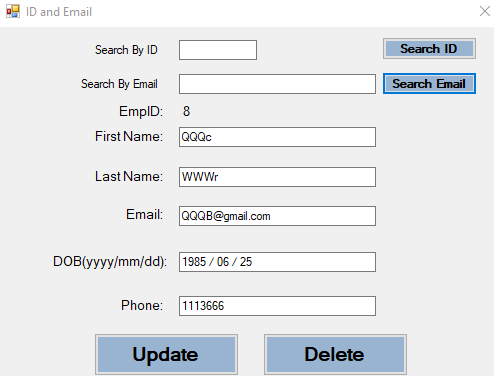 ID and Email
Search By ID Search ID
Search By Email Search Email
EmpID: 8
First Name: QQQc
Last Name: WWWr
Email: QQQB@gmail.com
DOB(yyyy/mm/dd): 1985 / 06 / 25
Phone: 1113666
Update Delete